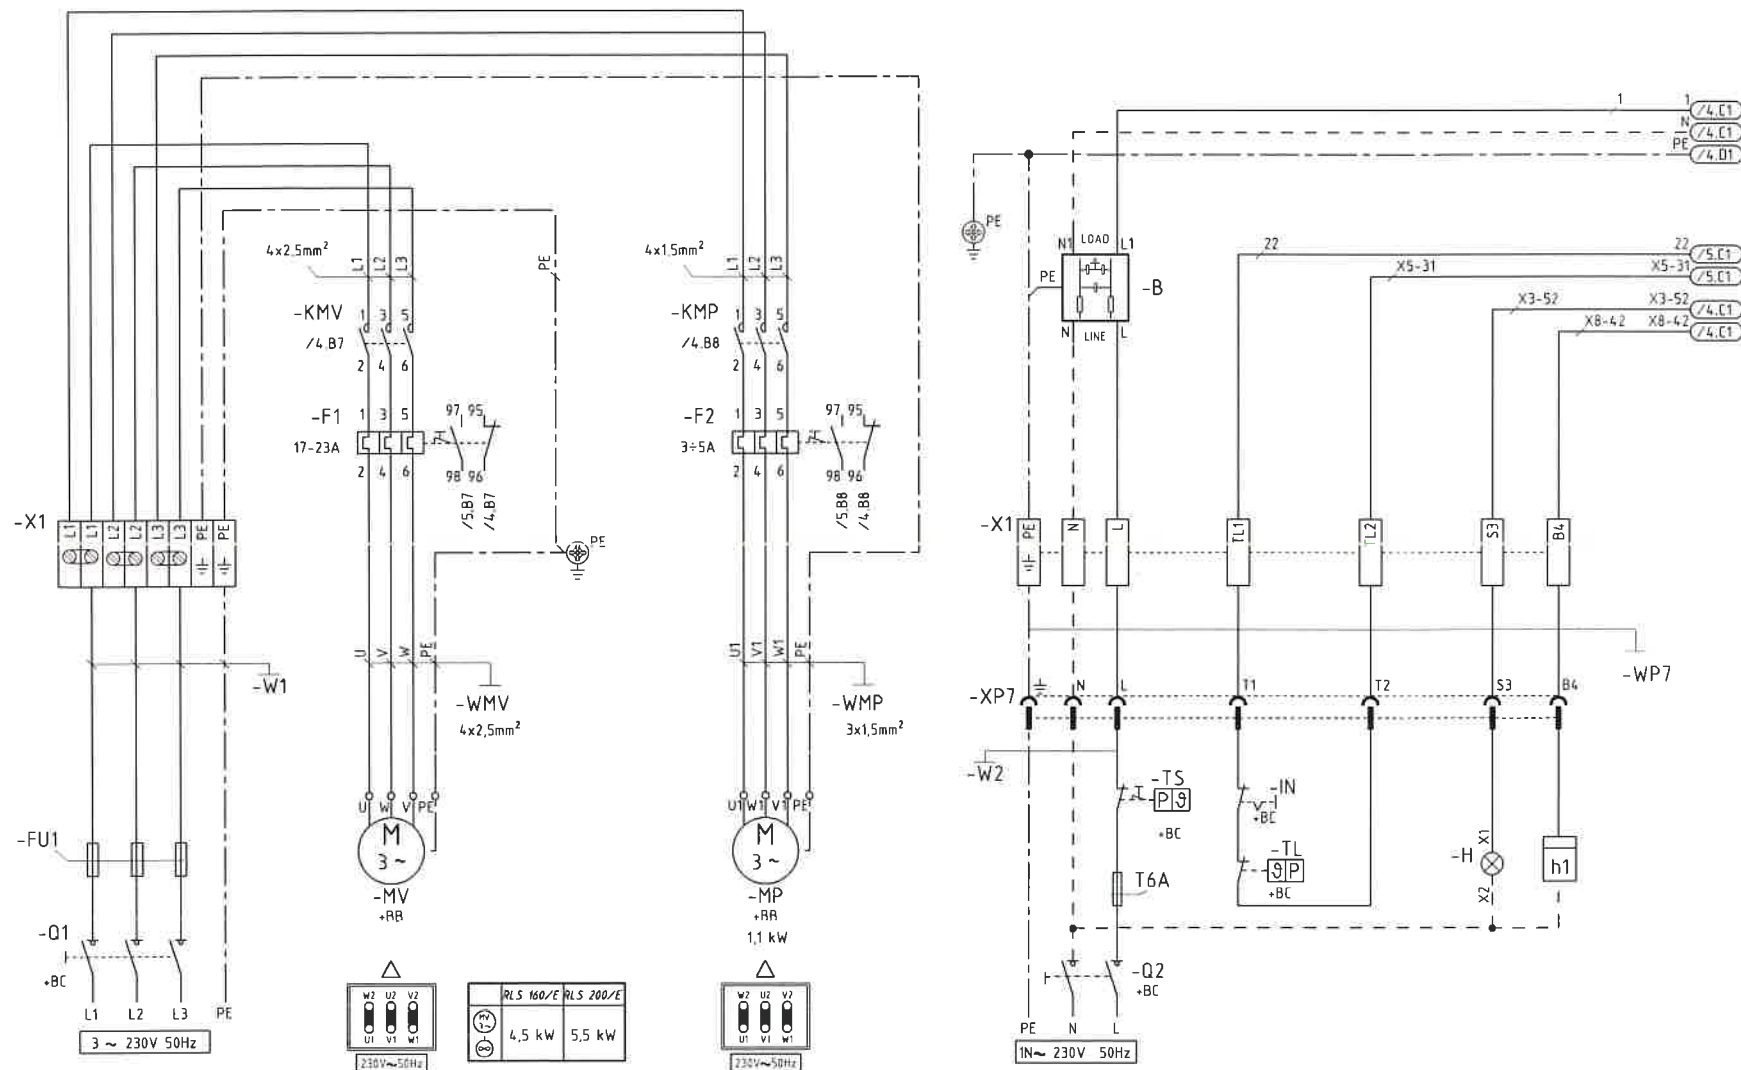 1 1 /4.C1
N /4.C1
PE /4.D1
PE
4x2,5mm²
L1 L2 L3
PE
4x1,5mm²
L1 L2 L3
N1 LOAD L1
22 22 /5.C1
X5-31 X5-31 /5.C1
PE
-B
-KMV
1 3 5
/4.B7
2 4 6
-KMP
1 3 5
/4.B8
2 4 6
N LINE L
X3-52 X3-52 /4.C1
X8-42 X8-42 /4.C1
-F1
1 3 5
97 95
17-23A
2 4 6
98 96
/5.B7 /4.B7
-F2
1 3 5
97 95
3÷5A
2 4 6
98 96
/5.B8 /4.B8
-X1
L1 L1 L2 L2 L3 L3 PE PE
PE
-X1
PE N L TL1 TL2 S3 B4
U V W PE
U1 V1 W1 PE
-W1
-WMV
4x2,5mm²
-WMP
3x1,5mm²
-WP7
-XP7
N L T1 T2 S3 B4
-W2
-TS
P ϑ
+BC
-IN
+BC
U W V PE
U1 W1 V1 PE
-FU1
M
3 ~
-MV
+BB
M
3 ~
-MP
+BB
1,1 kW
T6A
-TL
ϑ P
+BC
X1
-H
X2
h1
-Q1
+BC
-Q2
+BC
L1 L2 L3 PE
3 ~ 230V 50Hz
△
W2 U2 V2
U1 V1 W1
230V~50Hz
RLS 160/E RLS 200/E
MV
3~
4,5 kW 5,5 kW
△
W2 U2 V2
U1 V1 W1
230V~50Hz
PE N L
1N~ 230V 50Hz